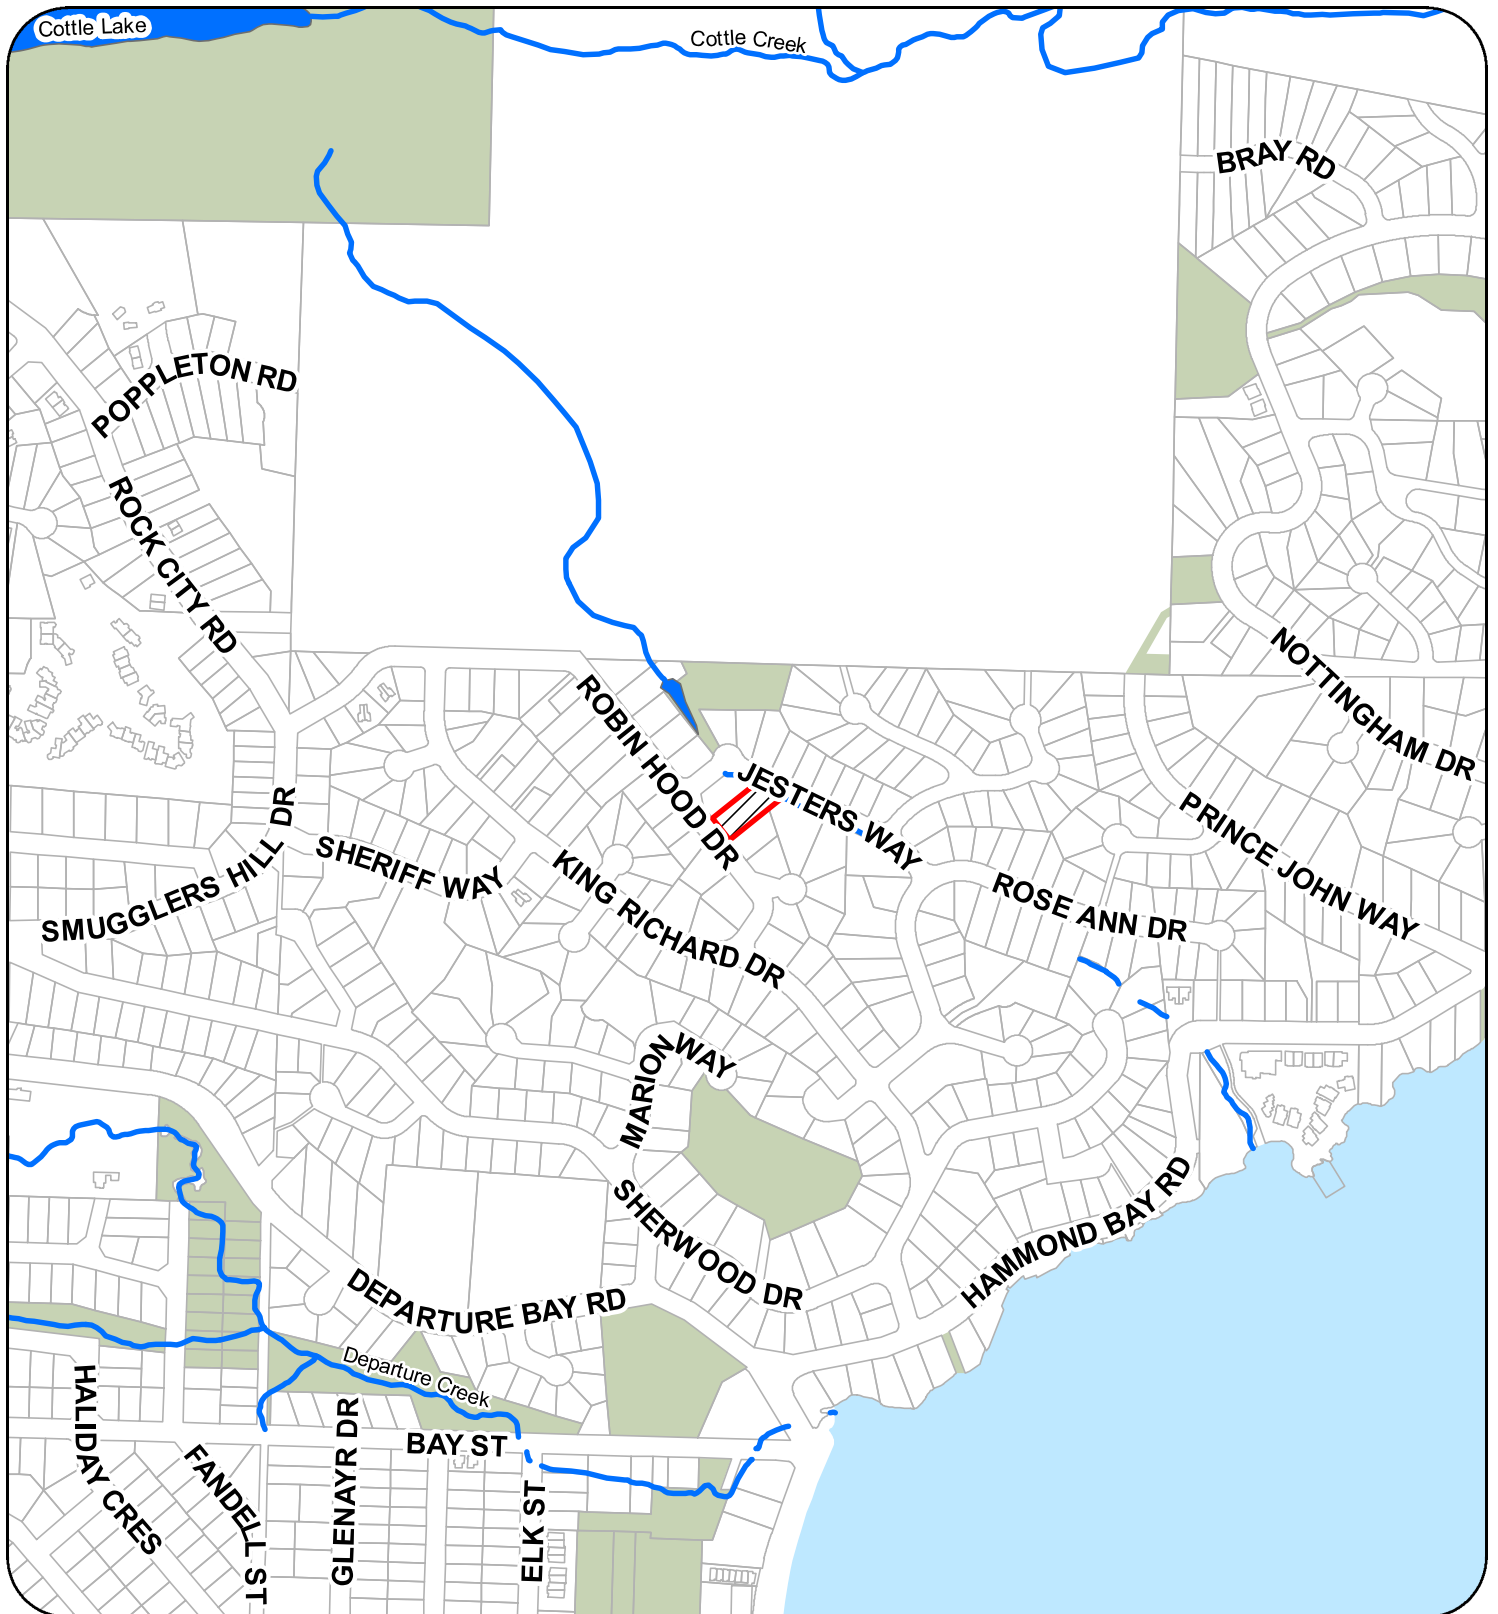 Cottle Lake
Cottle Creek
BRAY RD
POPPLETON RD
ROCK CITY RD
NOTTINGHAM DR
ROBIN HOOD DR
JESTERS WAY
PRINCE JOHN WAY
SMUGGLERS HILL DR
SHERIFF WAY
KING RICHARD DR
ROSE ANN DR
MARION WAY
SHERWOOD DR
HAMMOND BAY RD
DEPARTURE BAY RD
Departure Creek
HALIDAY CRES
FANDELL ST
GLENAYR DR
BAY ST
ELK ST